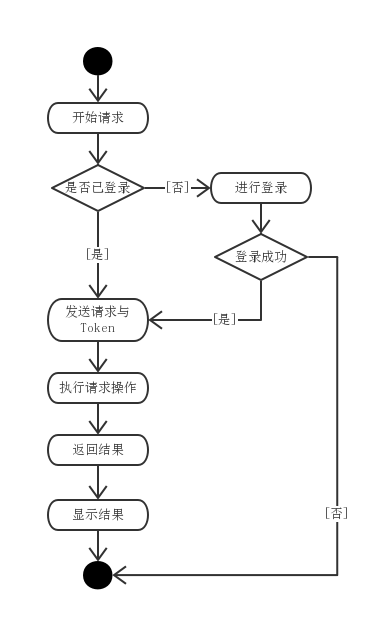 开始请求
是否已登录
[否]
进行登录
[是]
登录成功
发送请求与
Token
[是]
执行请求操作
返回结果
显示结果
[否]